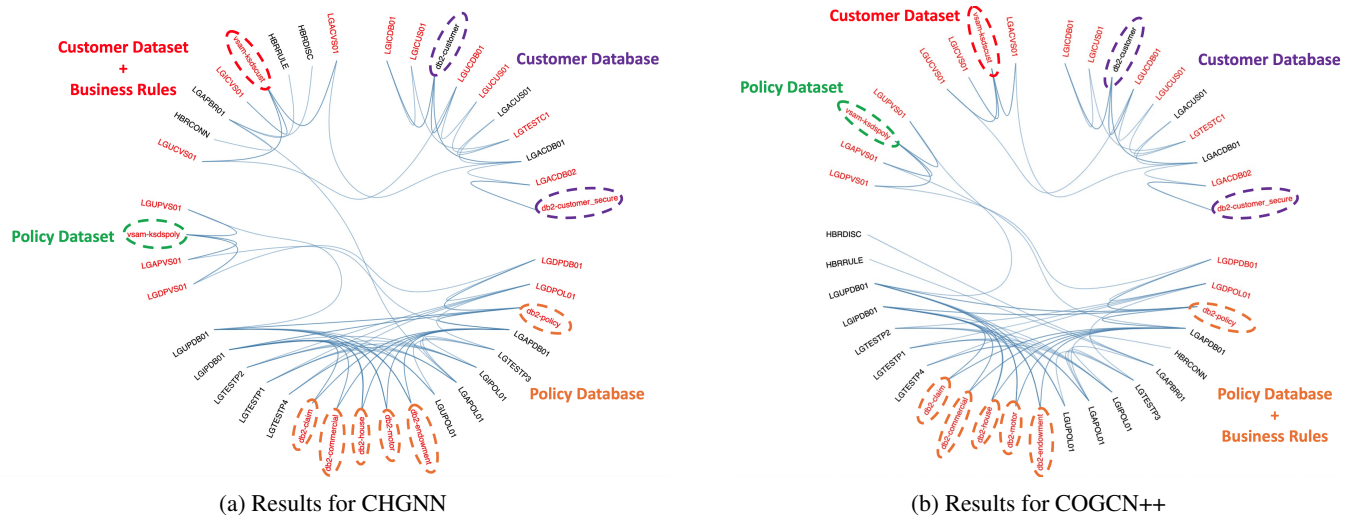 Customer Dataset
+
Business Rules
vsam-ksdscust
HBRRULE
HBRDISC
LGACVS01
LGICDB01
LGICUS01
db2-customer
LGUCDB01
LGUCUS01
LGACUS01
LGTESTC1
LGACDB01
LGACDB02
db2-customer_secure
Customer Database
LGICVS01
LGAPBR01
HBRCONN
LGUCVS01
Policy Dataset
LGUPVS01
vsam-ksdspoly
LGAPVS01
LGDPVS01
LGDPDB01
LGDPOL01
db2-policy
LGAPDB01
LGTESTP3
LGIPOL01
LGAPOL01
LGUPOL01
db2-endowment
db2-motor
db2-house
db2-commercial
db2-claim
LGTESTP4
LGTESTP1
LGTESTP2
LGIPDB01
LGUPDB01
Policy Database
(a) Results for CHGNN
Customer Dataset
vsam-ksdscust
LGACVS01
LGICVS01
LGUCVS01
LGICDB01
LGICUS01
db2-customer
LGUCDB01
LGUCUS01
LGACUS01
LGTESTC1
LGACDB01
LGACDB02
db2-customer_secure
Customer Database
Policy Dataset
LGUPVS01
vsam-ksdspoly
LGAPVS01
LGDPVS01
HBRDISC
HBRRULE
LGUPDB01
LGIPDB01
LGTESTP2
LGTESTP1
LGTESTP4
db2-claim
db2-commercial
db2-house
db2-motor
db2-endowment
LGUPOL01
LGAPOL01
LGIPOL01
LGTESTP3
LGAPBR01
HBRCONN
LGAPDB01
db2-policy
LGDPOL01
LGDPDB01
Policy Database
+
Business Rules
(b) Results for COGCN++